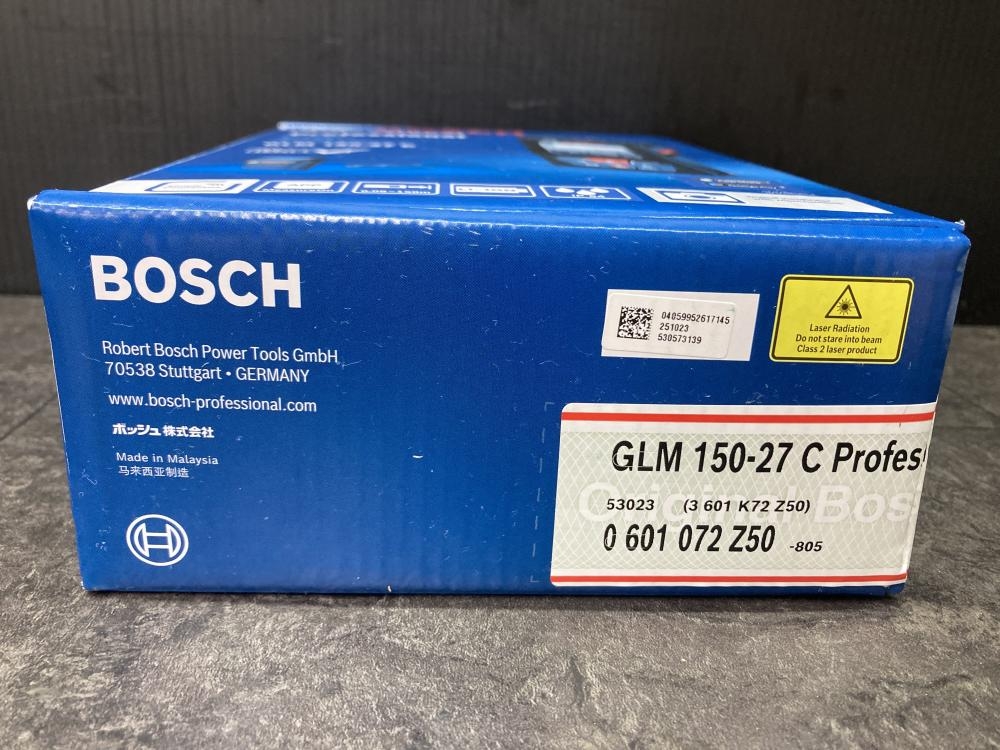 BOSCH
Robert Bosch Power Tools GmbH
70538 Stuttgart • GERMANY
www.bosch-professional.com
ボッシュ株式会社
Made in Malaysia
马来西亚制造
04059952617145
251023
530573139
Laser Radiation
Do not stare into beam
Class 2 laser product
GLM 150-27 C Profes
53023 (3 601 K72 Z50)
Original Bos
0 601 072 Z50 -805